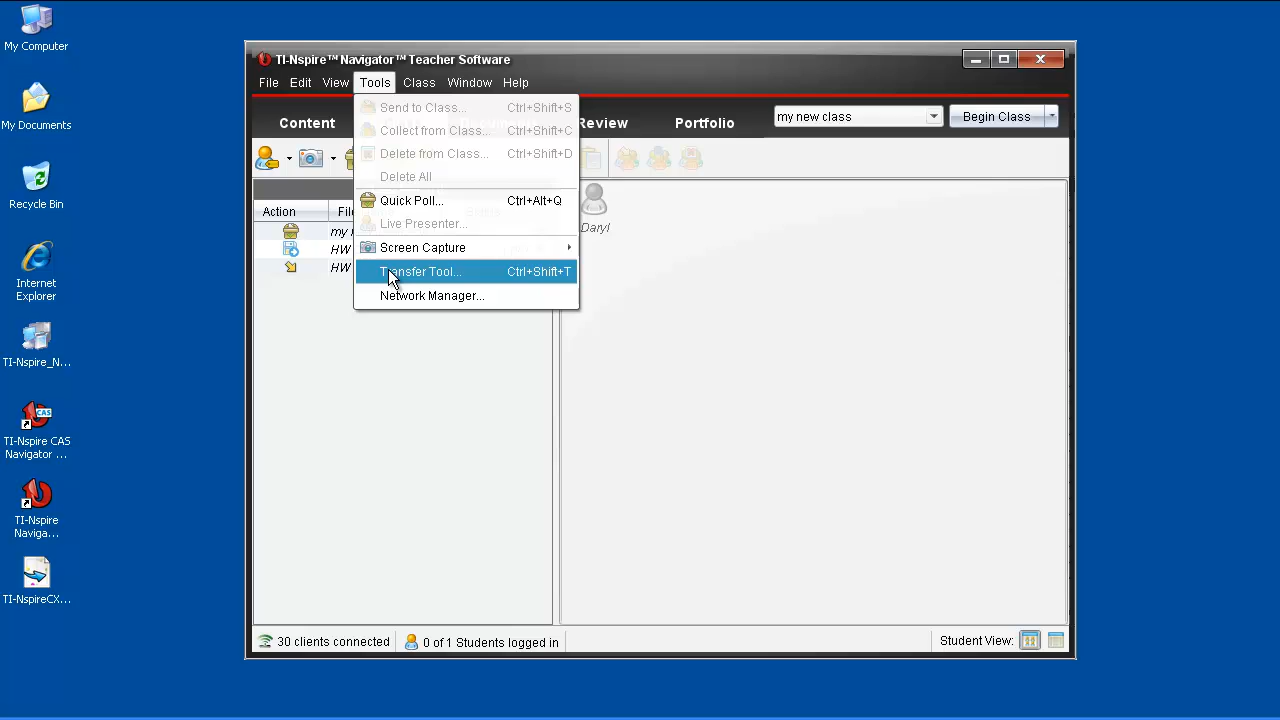 My Computer
My Documents
Recycle Bin
Internet
Explorer
TI-Nspire_N...
TI-Nspire CAS
Navigator ...
TI-Nspire
Naviga...
TI-NspireCX...
TI-Nspire™ Navigator™ Teacher Software
File Edit View Tools Class Window Help
Content
Review
Portfolio
my new class
Begin Class
Send to Class... Ctrl+Shift+S
Collect from Class... Ctrl+Shift+C
Delete from Class... Ctrl+Shift+D
Delete All
Quick Poll... Ctrl+Alt+Q
Live Presenter...
Screen Capture
Transfer Tool... Ctrl+Shift+T
Network Manager...
Action
my
HW
HW
Daryl
30 clients connected
0 of 1 Students logged in
Student View: